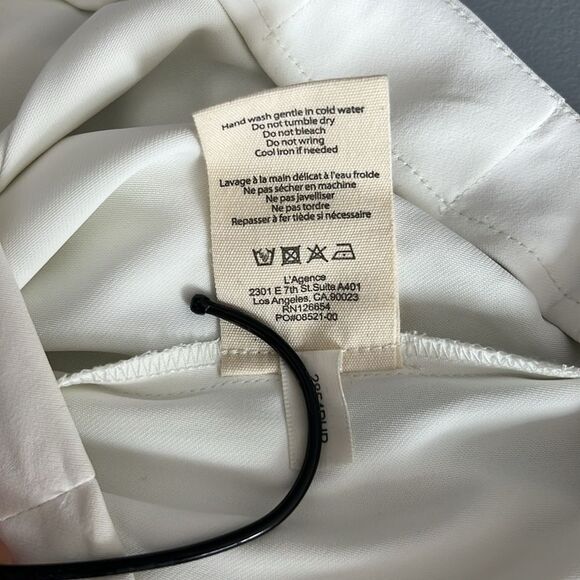 Hand wash gentle in cold water
Do not tumble dry
Do not bleach
Do not wring
Cool iron if needed
Lavage à la main délicat à l'eau froide
Ne pas sécher en machine
Ne pas javelliser
Ne pas tordre
Repasser à fer tiède si nécessaire
L'Agence
2301 E 7th St.Suite A401
Los Angeles, CA.90023
RN126654
PO#08521-00